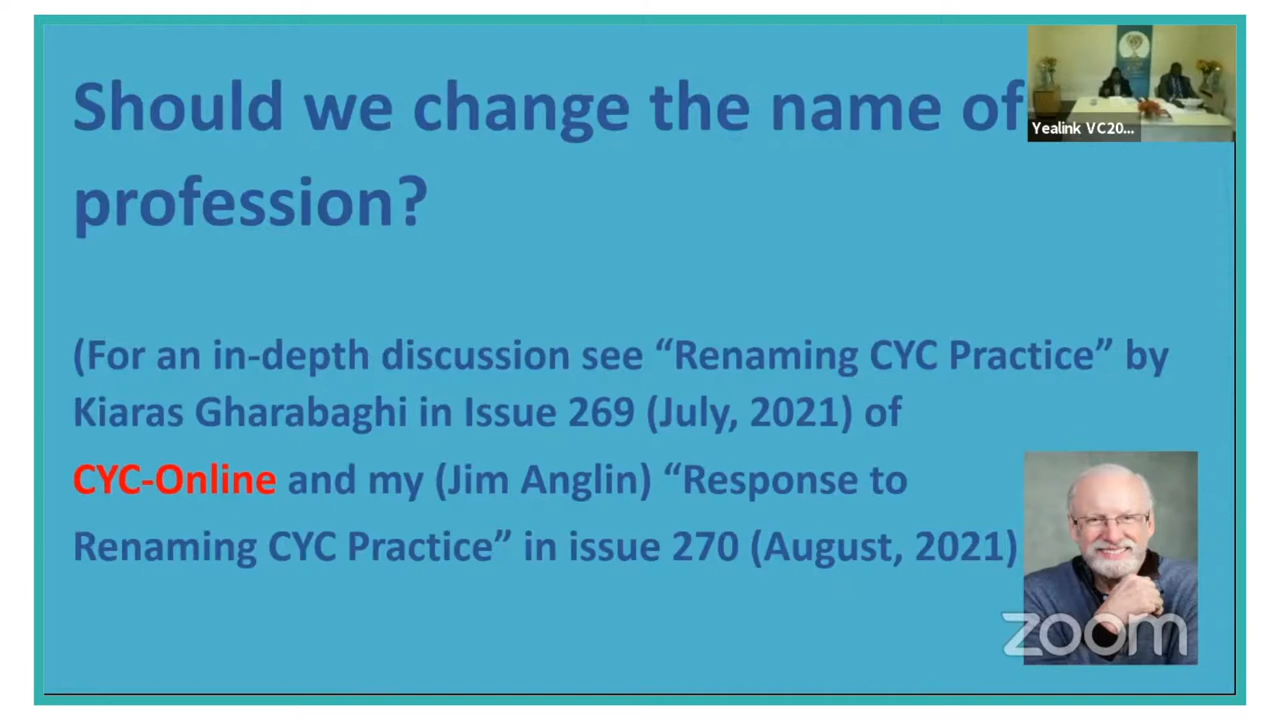 Should we change the name of
profession?
Yealink VC20...
(For an in-depth discussion see “Renaming CYC Practice” by
Kiaras Gharabaghi in Issue 269 (July, 2021) of
CYC-Online and my (Jim Anglin) “Response to
Renaming CYC Practice” in issue 270 (August, 2021)
zoom